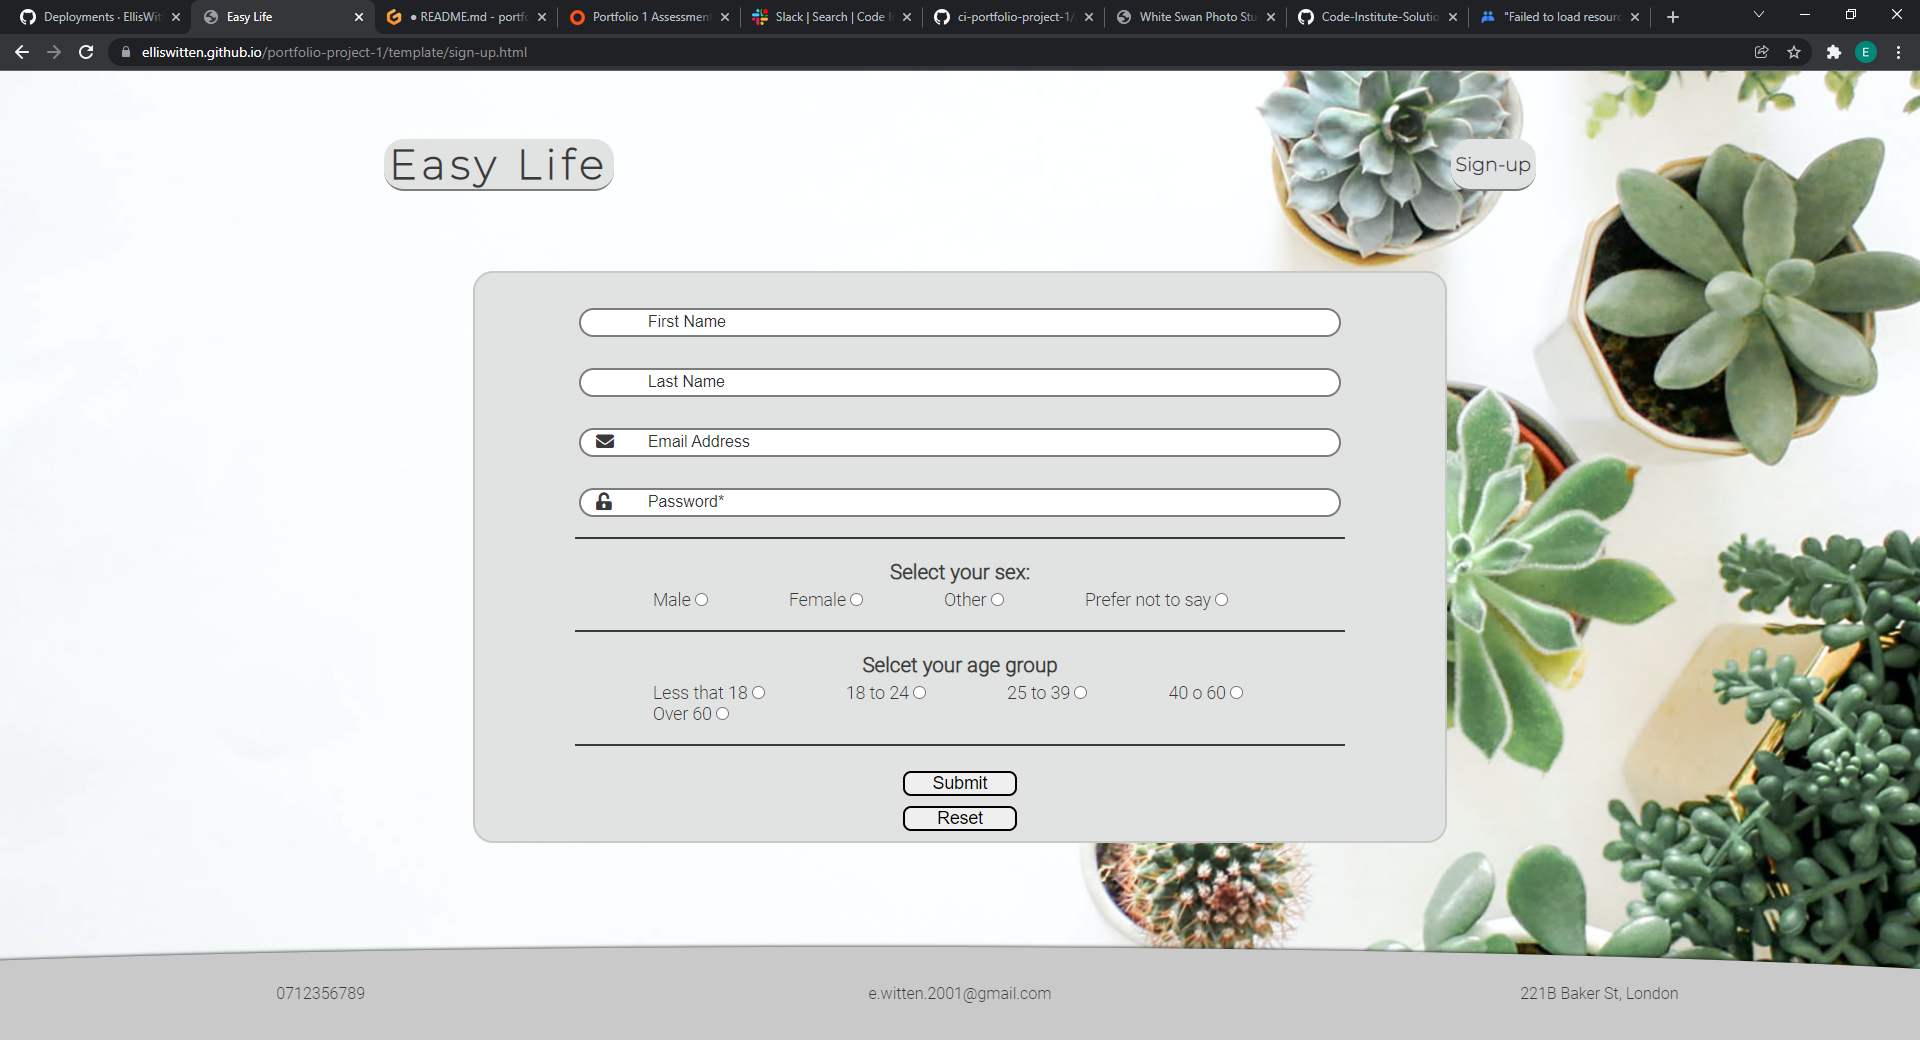 Deployments · EllisWit
Easy Life
● README.md - portfo
Portfolio 1 Assessment
Slack | Search | Code I
ci-portfolio-project-1/
White Swan Photo Stu
Code-Institute-Solutio
"Failed to load resourc
elliswitten.github.io/portfolio-project-1/template/sign-up.html
E
Easy Life
Sign-up
First Name
Last Name
Email Address
Password*
Select your sex:
Male Female Other Prefer not to say
Selcet your age group
Less that 18 18 to 24 25 to 39 40 o 60
Over 60
Submit
Reset
0712356789
e.witten.2001@gmail.com
221B Baker St, London